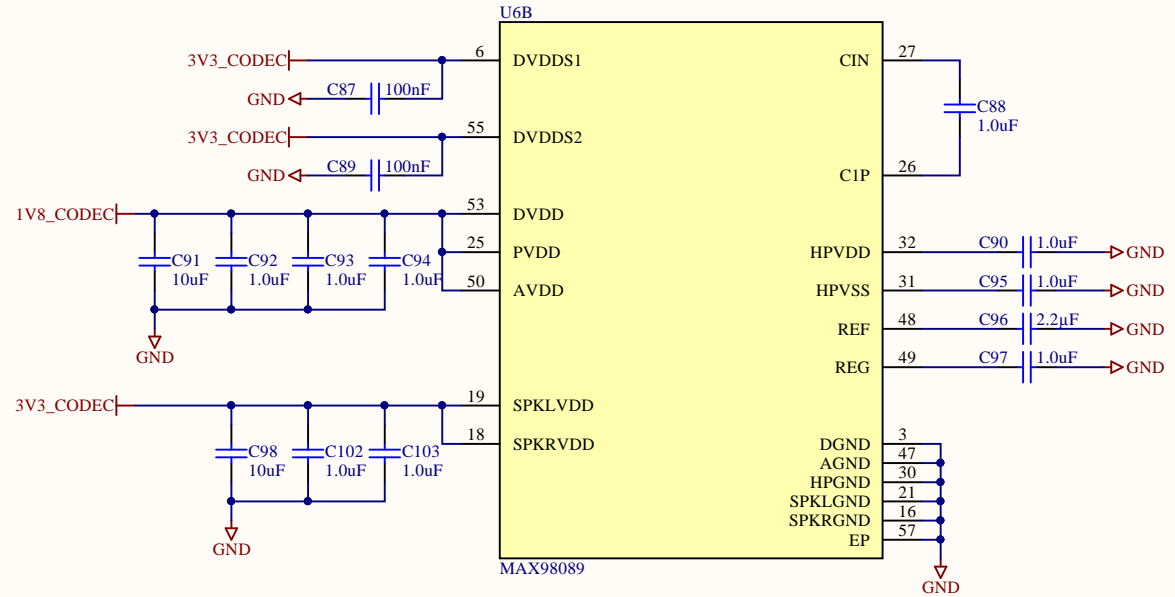 U6B
3V3_CODEC
6
DVDDS1
CIN
27
GND
C87
100nF
C88
1.0uF
3V3_CODEC
55
DVDDS2
GND
C89
100nF
C1P
26
1V8_CODEC
53
DVDD
C91
10uF
C92
1.0uF
C93
1.0uF
C94
1.0uF
25
PVDD
HPVDD
32
C90
1.0uF
GND
50
AVDD
HPVSS
31
C95
1.0uF
GND
REF
48
C96
2.2µF
GND
GND
REG
49
C97
1.0uF
GND
3V3_CODEC
19
SPKLVDD
18
SPKRVDD
C98
10uF
C102
1.0uF
C103
1.0uF
GND
DGND
3
AGND
47
HPGND
30
SPKLGND
21
SPKRGND
16
EP
57
MAX98089
GND